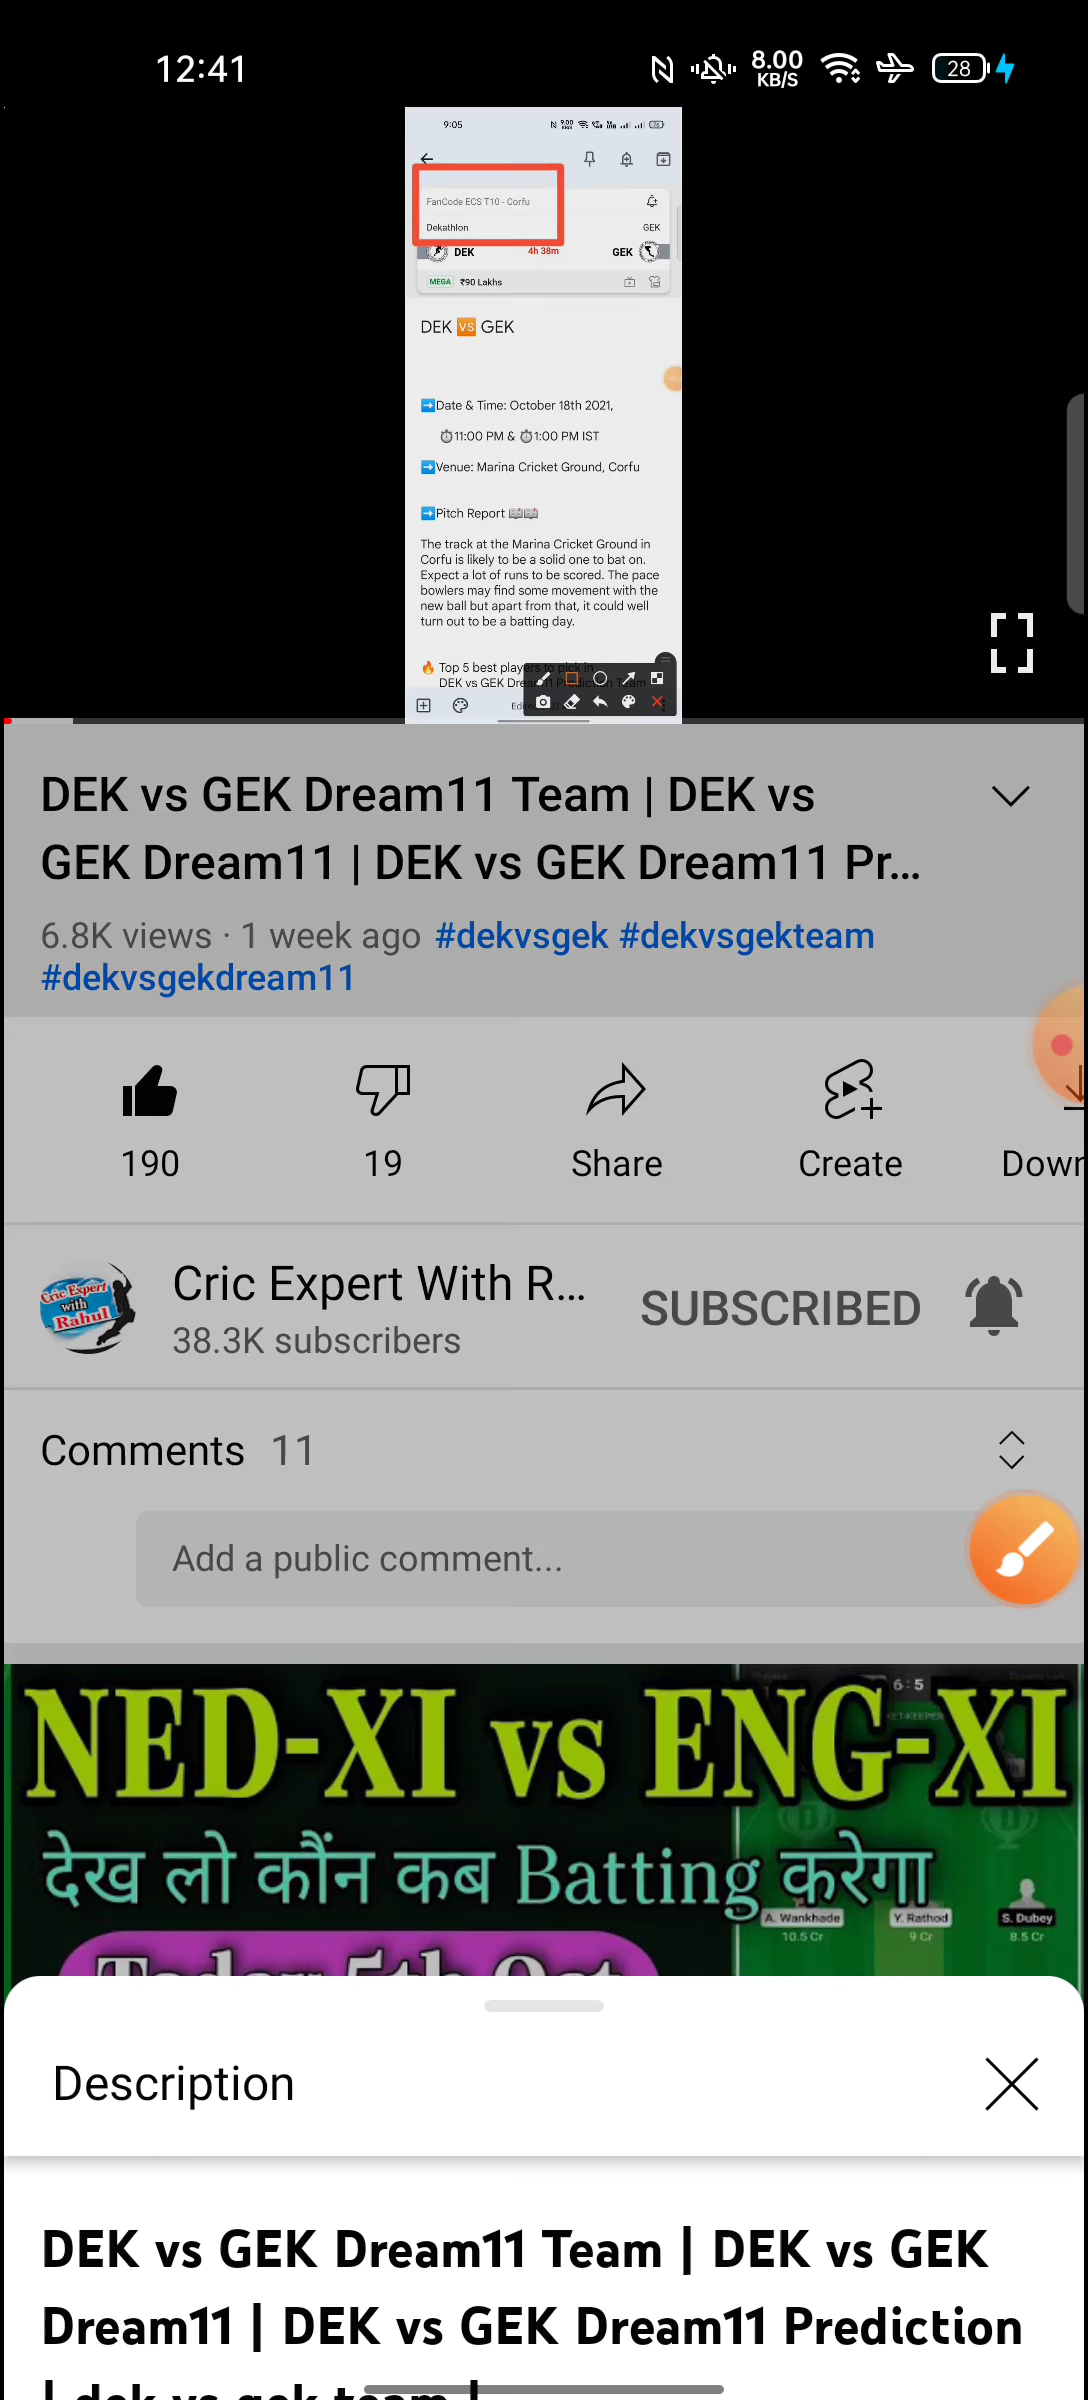 12:41
8.00
KB/S
28
9:05
FanCode ECS T10 - Corfu
Dekathlon
GEK
DEK
4h 38m
GEK
MEGA ₹90 Lakhs
DEK 🆚 GEK
➡️Date & Time: October 18th 2021,
⏱11:00 PM & ⏱1:00 PM IST
➡️Venue: Marina Cricket Ground, Corfu
➡️Pitch Report 📖📖
The track at the Marina Cricket Ground in
Corfu is likely to be a solid one to bat on.
Expect a lot of runs to be scored. The pace
bowlers may find some movement with the
new ball but apart from that, it could well
turn out to be a batting day.
🔥 Top 5 best players to pick in
DEK vs GEK Dream11 Prediction Team
DEK vs GEK Dream11 Team | DEK vs
GEK Dream11 | DEK vs GEK Dream11 Pr...
6.8K views · 1 week ago #dekvsgek #dekvsgekteam
#dekvsgekdream11
190
19
Share
Create
Down
Cric Expert
with
Rahul
Cric Expert With R...
38.3K subscribers
SUBSCRIBED
Comments 11
Add a public comment...
6:5
NED-XI vs ENG-XI
देख लो कौंन कब Batting करेगा
A. Wankhade
Y. Rathod
S. Dubey
10.5 Cr
9 Cr
8.5 Cr
Today 5th Oct
Description
DEK vs GEK Dream11 Team | DEK vs GEK
Dream11 | DEK vs GEK Dream11 Prediction
| dek vs gek team |